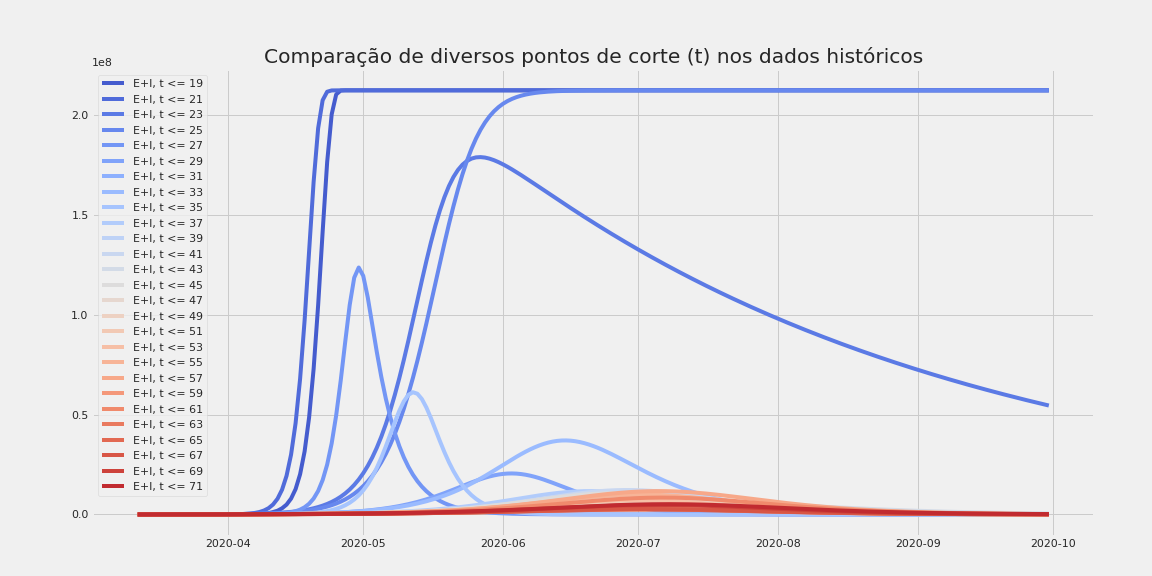 Comparação de diversos pontos de corte (t) nos dados históricos
1e8
E+I, t <= 19
E+I, t <= 21
E+I, t <= 23
E+I, t <= 25
E+I, t <= 27
E+I, t <= 29
E+I, t <= 31
E+I, t <= 33
E+I, t <= 35
E+I, t <= 37
E+I, t <= 39
E+I, t <= 41
E+I, t <= 43
E+I, t <= 45
E+I, t <= 47
E+I, t <= 49
E+I, t <= 51
E+I, t <= 53
E+I, t <= 55
E+I, t <= 57
E+I, t <= 59
E+I, t <= 61
E+I, t <= 63
E+I, t <= 65
E+I, t <= 67
E+I, t <= 69
E+I, t <= 71
2.0
1.5
1.0
0.5
0.0
2020-04 2020-05 2020-06 2020-07 2020-08 2020-09 2020-10